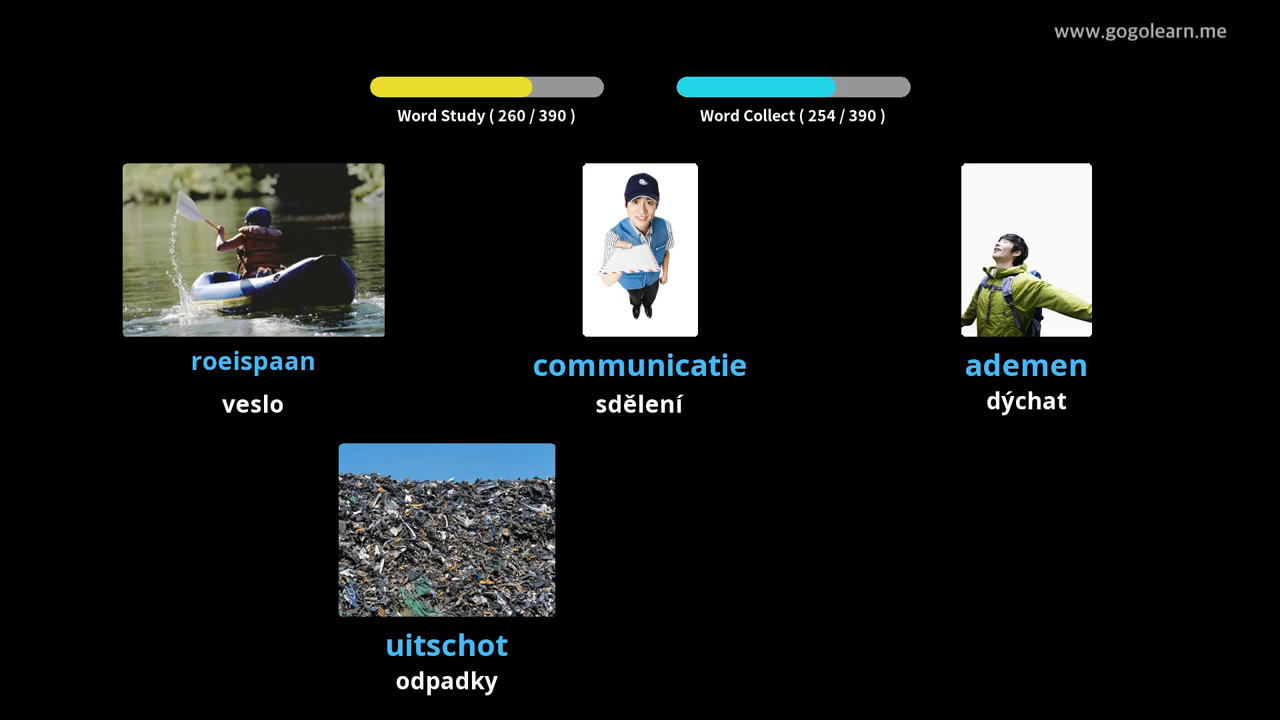 www.gogolearn.me
Word Study ( 260 / 390 )
Word Collect ( 254 / 390 )
roeispaan
veslo
communicatie
sdělení
ademen
dýchat
uitschot
odpadky